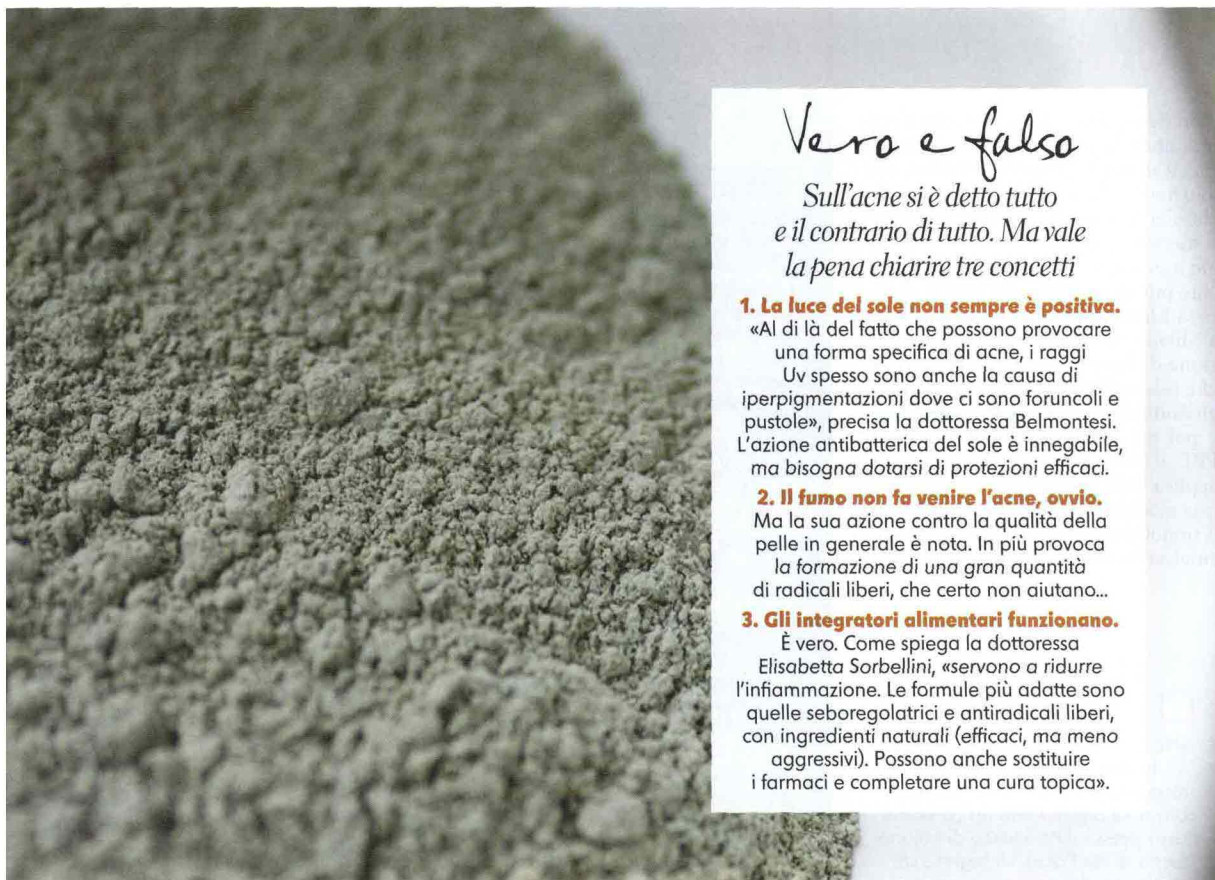 Vero e falso
Sull'acne si è detto tutto
e il contrario di tutto. Ma vale
la pena chiarire tre concetti
1. La luce del sole non sempre è positiva.
«Al di là del fatto che possono provocare
una forma specifica di acne, i raggi
Uv spesso sono anche la causa di
iperpigmentazioni dove ci sono foruncoli e
pustole», precisa la dottoressa Belmontesi.
L'azione antibatterica del sole è innegabile,
ma bisogna dotarsi di protezioni efficaci.
2. Il fumo non fa venire l'acne, ovvio.
Ma la sua azione contro la qualità della
pelle in generale è nota. In più provoca
la formazione di una gran quantità
di radicali liberi, che certo non aiutano...
3. Gli integratori alimentari funzionano.
È vero. Come spiega la dottoressa
Elisabetta Sorbellini, «servono a ridurre
l'infiammazione. Le formule più adatte sono
quelle seboregolatrici e antiradicali liberi,
con ingredienti naturali (efficaci, ma meno
aggressivi). Possono anche sostituire
i farmaci e completare una cura topica».